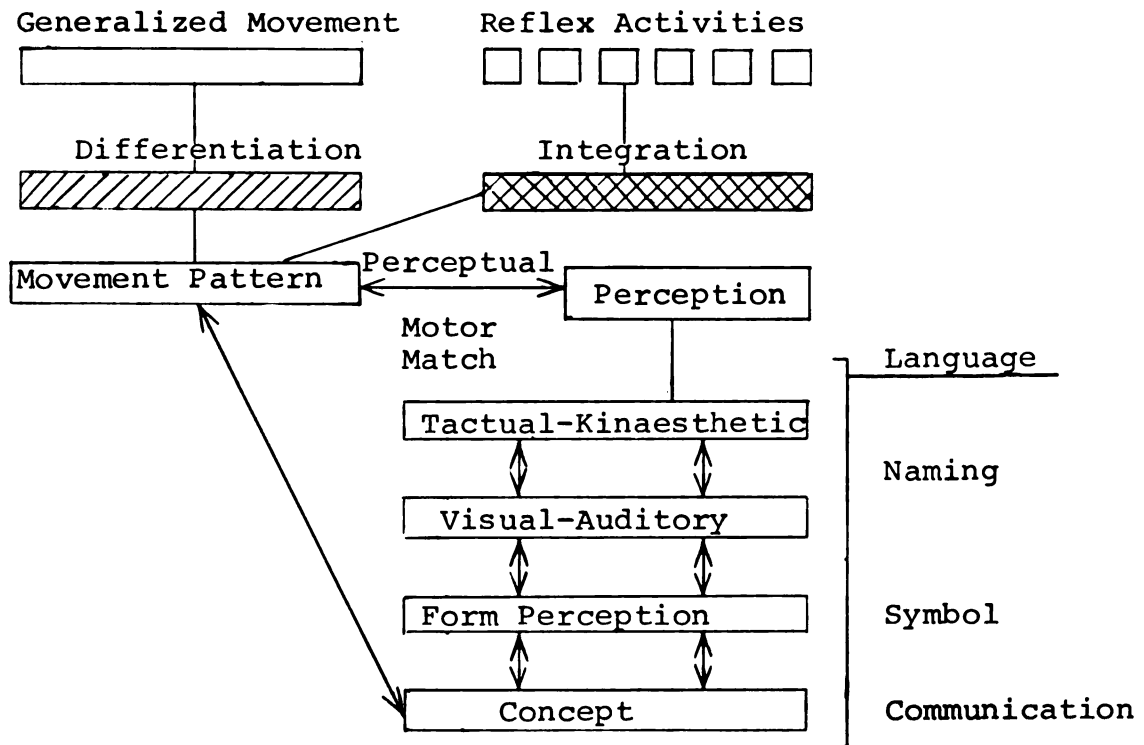 Generalized Movement
Reflex Activities
Differentiation
Integration
Movement Pattern
Perceptual
Perception
Motor
Match
Language
Tactual-Kinaesthetic
Naming
Visual-Auditory
Form Perception
Symbol
Concept
Communication